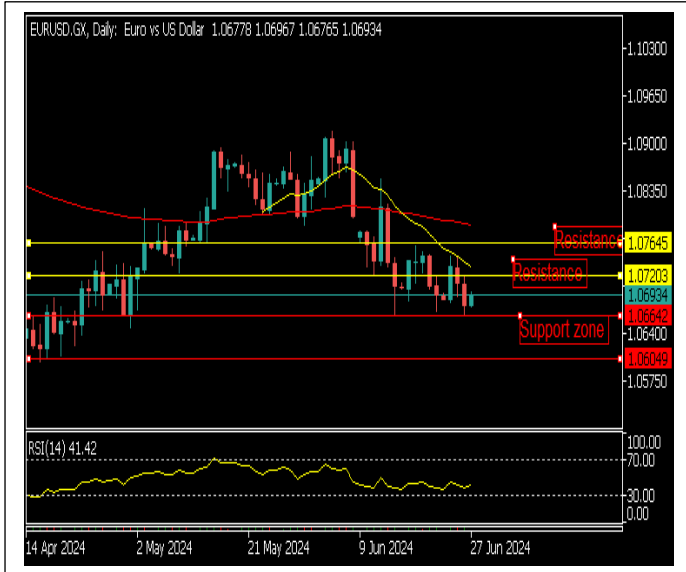 EURUSD.GX, Daily: Euro vs US Dollar 1.06778 1.06967 1.06765 1.06934
1.10300
1.09650
1.09000
1.08350
Resistance
1.07645
Resistance
1.07203
1.06934
1.06642
Support zone
1.06400
1.06049
1.05750
RSI(14) 41.42
100.00
70.00
30.00
0.00
14 Apr 2024
2 May 2024
21 May 2024
9 Jun 2024
27 Jun 2024